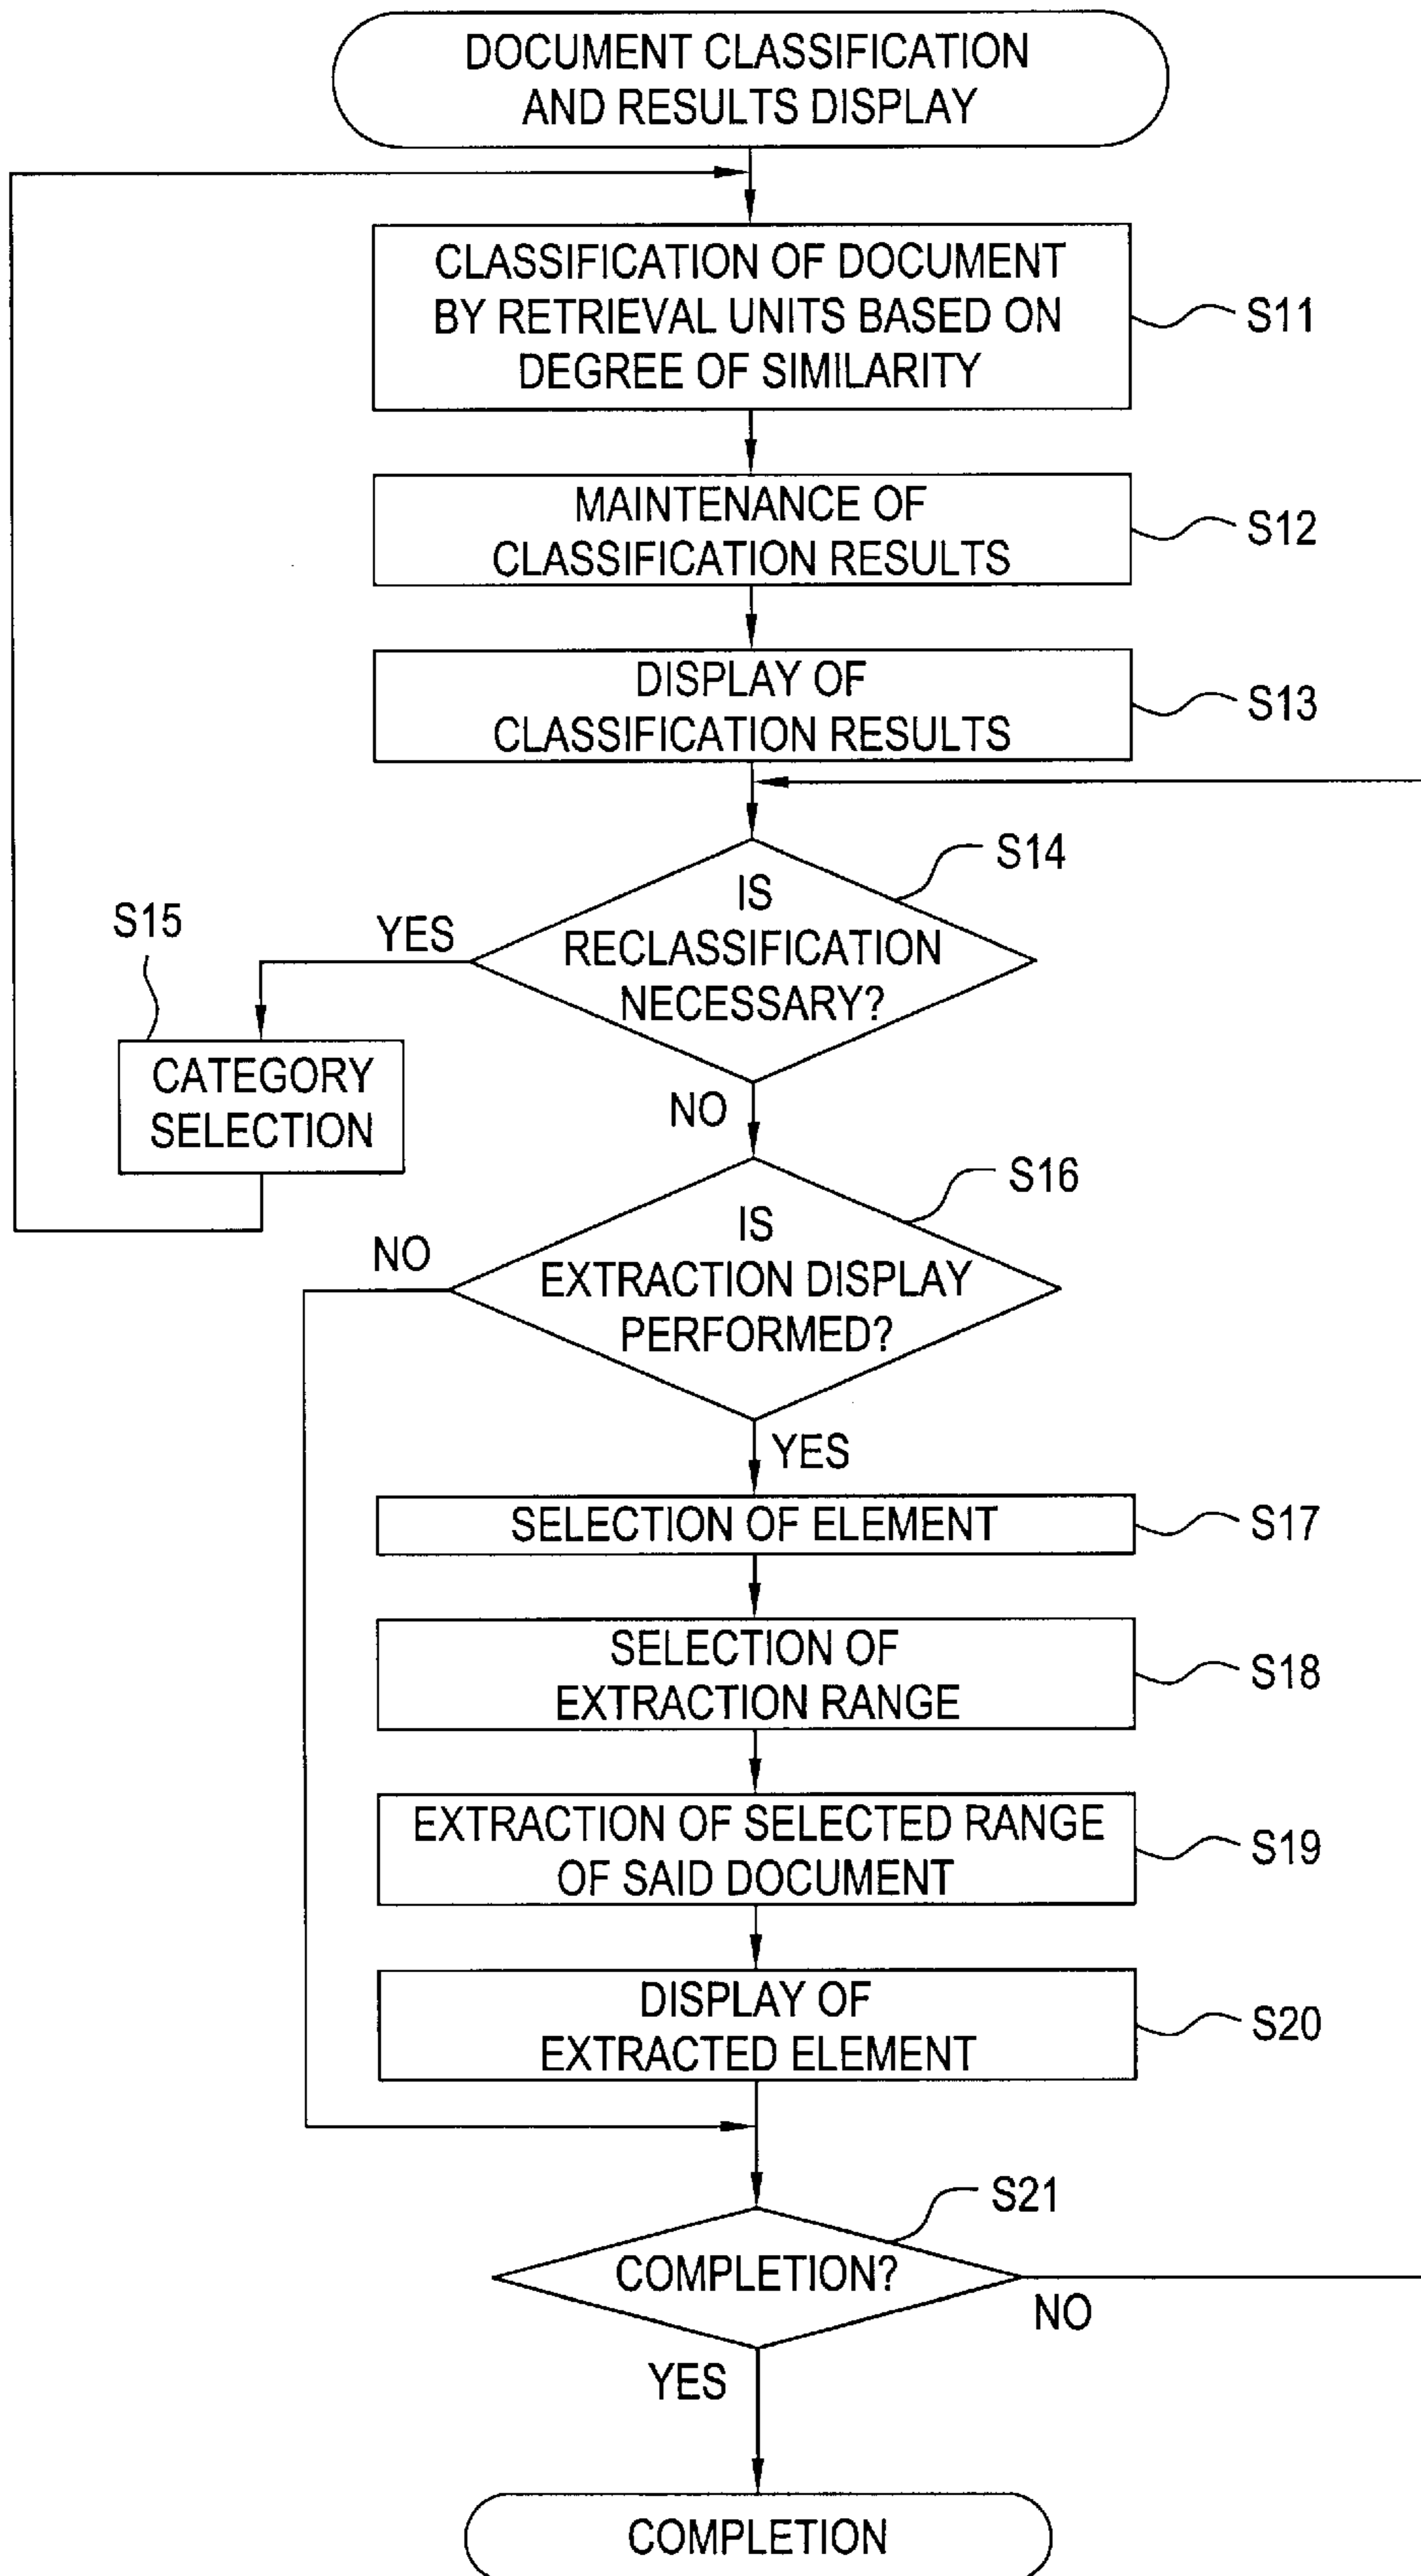 DOCUMENT CLASSIFICATION
AND RESULTS DISPLAY
CLASSIFICATION OF DOCUMENT
BY RETRIEVAL UNITS BASED ON
DEGREE OF SIMILARITY
S11
MAINTENANCE OF
CLASSIFICATION RESULTS
S12
DISPLAY OF
CLASSIFICATION RESULTS
S13
S14
IS
RECLASSIFICATION
NECESSARY?
YES
S15
CATEGORY
SELECTION
NO
S16
IS
EXTRACTION DISPLAY
PERFORMED?
NO
YES
SELECTION OF ELEMENT
S17
SELECTION OF
EXTRACTION RANGE
S18
EXTRACTION OF SELECTED RANGE
OF SAID DOCUMENT
S19
DISPLAY OF
EXTRACTED ELEMENT
S20
S21
COMPLETION?
NO
YES
COMPLETION